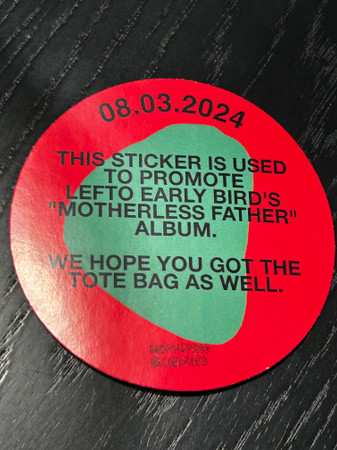 08.03.2024
THIS STICKER IS USED
TO PROMOTE
LEFTO EARLY BIRD'S
"MOTHERLESS FATHER"
ALBUM.
WE HOPE YOU GOT THE
TOTE BAG AS WELL.